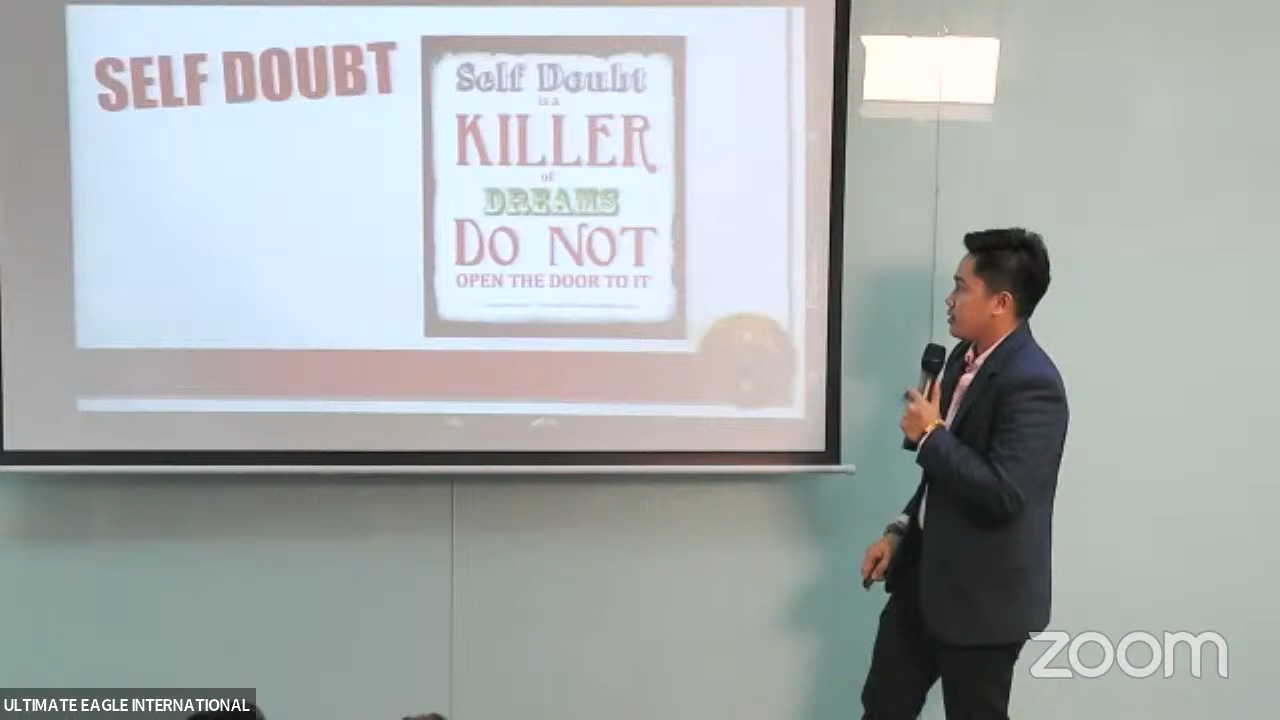 SELF DOUBT
Self Doubt
is a
KILLER
of
DREAMS
DO NOT
OPEN THE DOOR TO IT
zoom
ULTIMATE EAGLE INTERNATIONAL